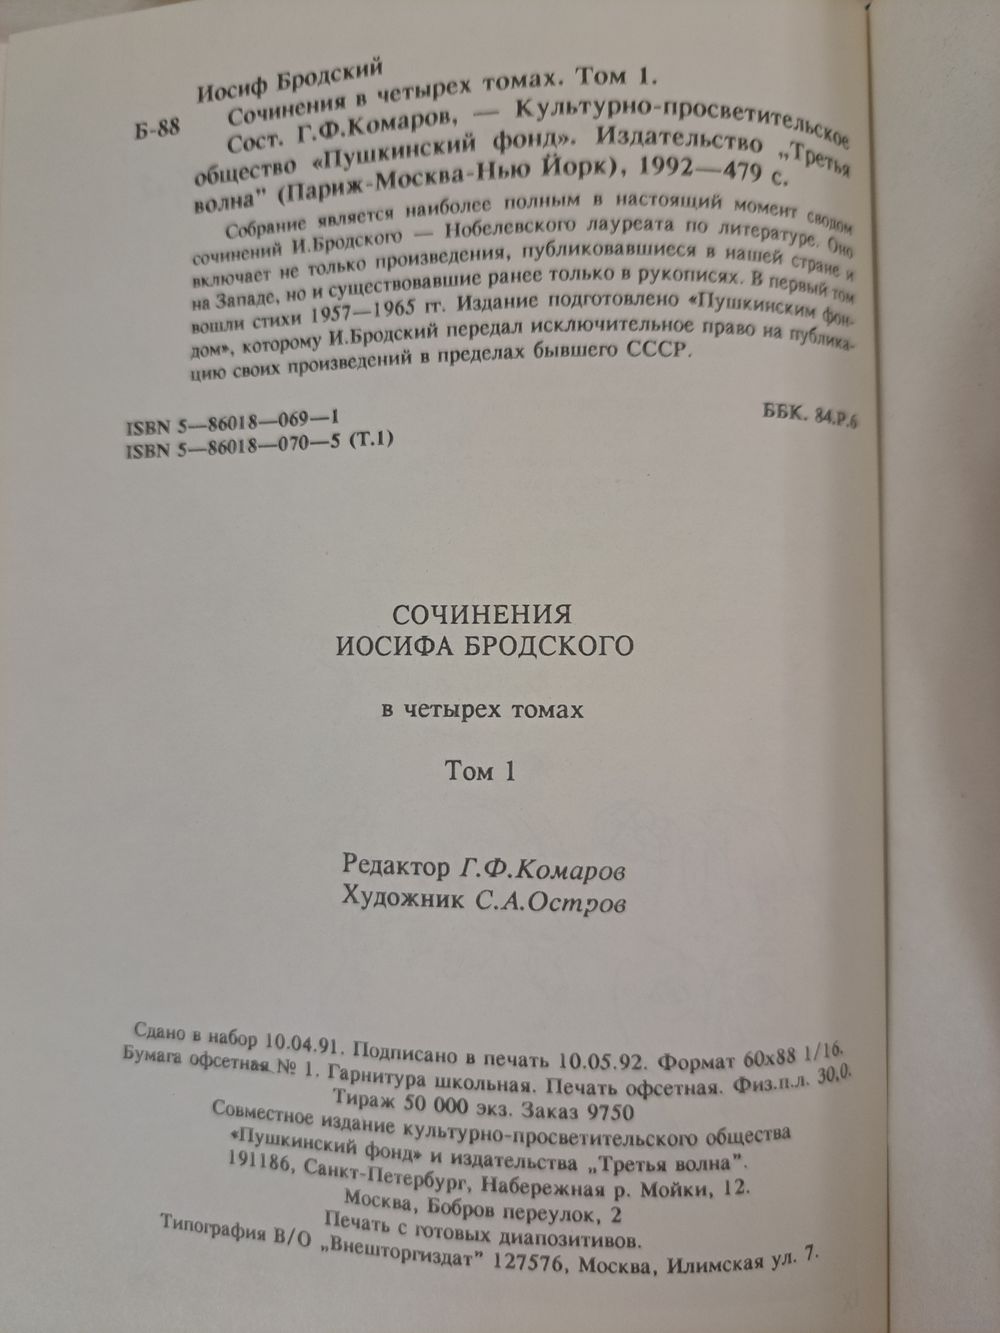 Иосиф Бродский
Б-88
Сочинения в четырех томах. Том 1.
Сост. Г.Ф.Комаров, — Культурно-просветительское
общество «Пушкинский фонд». Издательство „Третья
волна" (Париж-Москва-Нью Йорк), 1992—479 с.
Собрание является наиболее полным в настоящий момент сводом
сочинений И.Бродского — Нобелевского лауреата по литературе. Оно
включает не только произведения, публиковавшиеся в нашей стране и
на Западе, но и существовавшие ранее только в рукописях. В первый том
вошли стихи 1957—1965 гг. Издание подготовлено «Пушкинским фон-
дом», которому И.Бродский передал исключительное право на публика-
цию своих произведений в пределах бывшего СССР.
ISBN 5—86018—069—1
ISBN 5—86018—070—5 (Т.1)
ББК. 84.Р.6
СОЧИНЕНИЯ
ИОСИФА БРОДСКОГО
в четырех томах
Том 1
Редактор Г.Ф.Комаров
Художник С.А.Остров
Сдано в набор 10.04.91. Подписано в печать 10.05.92. Формат 60х88 1/16.
Бумага офсетная № 1. Гарнитура школьная. Печать офсетная. Физ.п.л. 30,0.
Тираж 50 000 экз. Заказ 9750
Совместное издание культурно-просветительского общества
«Пушкинский фонд» и издательства „Третья волна".
191186, Санкт-Петербург, Набережная р. Мойки, 12.
Москва, Бобров переулок, 2
Печать с готовых диапозитивов.
Типография В/О „Внешторгиздат" 127576, Москва, Илимская ул. 7.